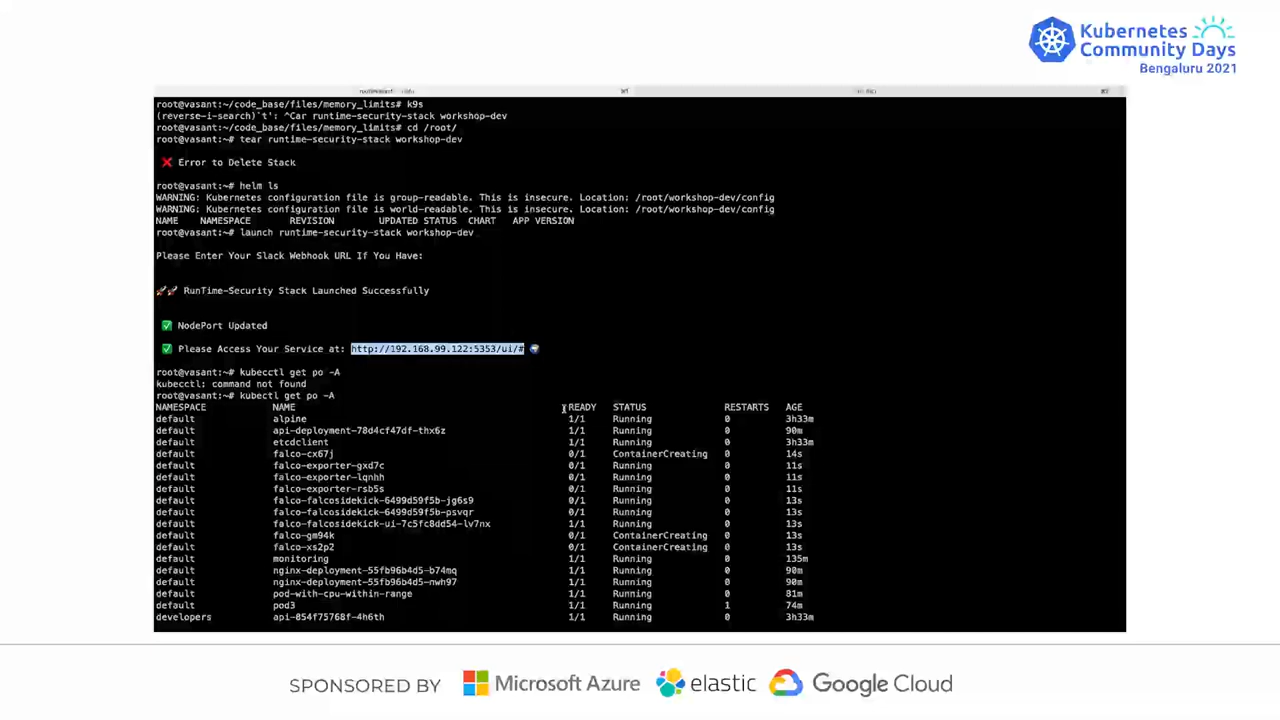 Kubernetes
Community Days
Bengaluru 2021
root@vasant:~/code_base/files/memory_limits# k9s
(reverse-i-search)`t': ^Car runtime-security-stack workshop-dev
root@vasant:~/code_base/files/memory_limits# cd /root/
root@vasant:~# tear runtime-security-stack workshop-dev
❌ Error to Delete Stack
root@vasant:~# helm ls
WARNING: Kubernetes configuration file is group-readable. This is insecure. Location: /root/workshop-dev/config
WARNING: Kubernetes configuration file is world-readable. This is insecure. Location: /root/workshop-dev/config
NAME NAMESPACE REVISION UPDATED STATUS CHART APP VERSION
root@vasant:~# launch runtime-security-stack workshop-dev
Please Enter Your Slack Webhook URL If You Have:
🚀🚀 RunTime-Security Stack Launched Successfully
✅ NodePort Updated
✅ Please Access Your Service at: http://192.168.99.122:5353/ui/#
root@vasant:~# kubecctl get po -A
kubecctl: command not found
root@vasant:~# kubectl get po -A
NAMESPACE NAME READY STATUS RESTARTS AGE
default alpine 1/1 Running 0 3h33m
default api-deployment-78d4cf47df-thx6z 1/1 Running 0 90m
default etcdclient 1/1 Running 0 3h33m
default falco-cx67j 0/1 ContainerCreating 0 14s
default falco-exporter-gxd7c 0/1 Running 0 11s
default falco-exporter-lqnhh 0/1 Running 0 11s
default falco-exporter-rsb5s 0/1 Running 0 11s
default falco-falcosidekick-6499d59f5b-jg6s9 0/1 Running 0 13s
default falco-falcosidekick-6499d59f5b-psvqr 0/1 Running 0 13s
default falco-falcosidekick-ui-7c5fc8dd54-lv7nx 1/1 Running 0 13s
default falco-gm94k 0/1 ContainerCreating 0 13s
default falco-xs2p2 0/1 ContainerCreating 0 13s
default monitoring 1/1 Running 0 135m
default nginx-deployment-55fb96b4d5-b74mq 1/1 Running 0 90m
default nginx-deployment-55fb96b4d5-nwh97 1/1 Running 0 90m
default pod-with-cpu-within-range 1/1 Running 0 81m
default pod3 1/1 Running 1 74m
developers api-854f75768f-4h6th 1/1 Running 0 3h33m
SPONSORED BY Microsoft Azure elastic Google Cloud